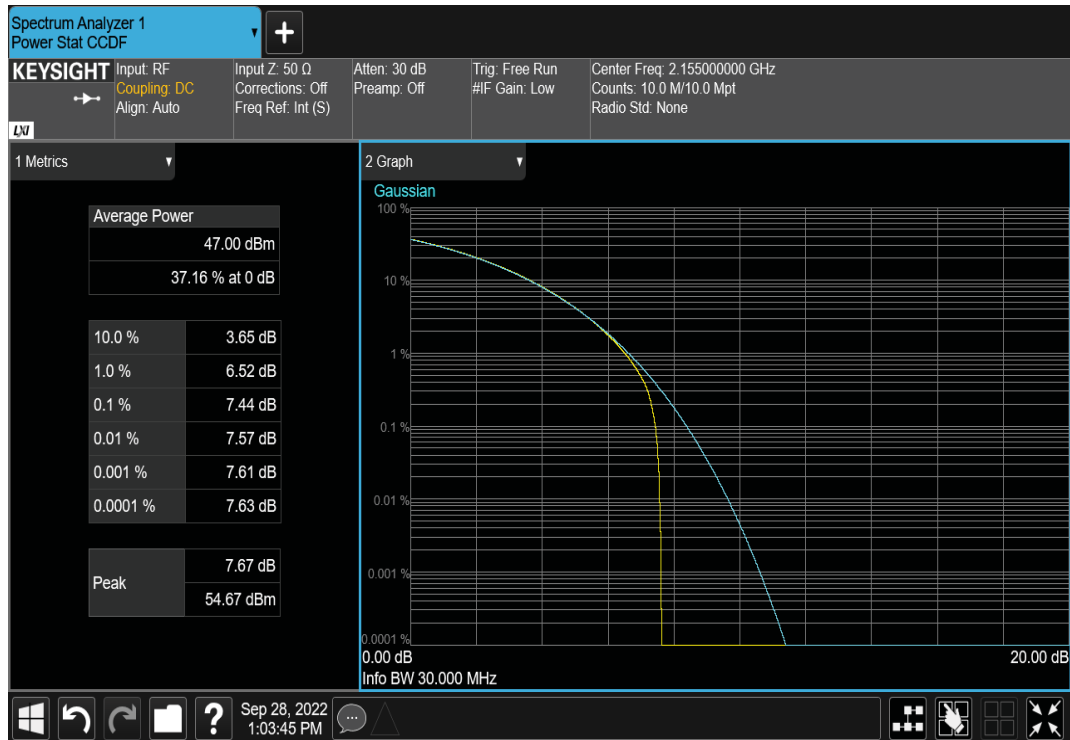 Spectrum Analyzer 1
Power Stat CCDF
+
KEYSIGHT
LXI
Input: RF
Coupling: DC
Align: Auto
Input Z: 50 Ω
Corrections: Off
Freq Ref: Int (S)
Atten: 30 dB
Preamp: Off
Trig: Free Run
#IF Gain: Low
Center Freq: 2.155000000 GHz
Counts: 10.0 M/10.0 Mpt
Radio Std: None
1 Metrics
Average Power
47.00 dBm
37.16 % at 0 dB
10.0 % 3.65 dB
1.0 % 6.52 dB
0.1 % 7.44 dB
0.01 % 7.57 dB
0.001 % 7.61 dB
0.0001 % 7.63 dB
Peak
7.67 dB
54.67 dBm
2 Graph
Gaussian
100 %
10 %
1 %
0.1 %
0.01 %
0.001 %
0.0001 %
0.00 dB 20.00 dB
Info BW 30.000 MHz
?
Sep 28, 2022
1:03:45 PM